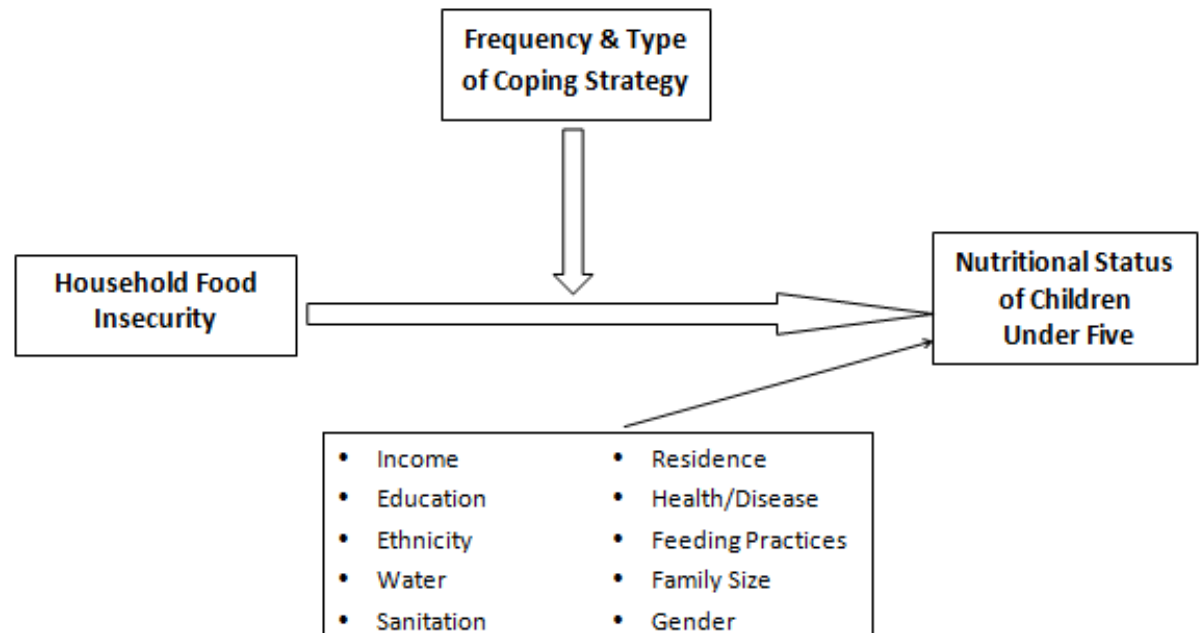 Frequency & Type
of Coping Strategy
Household Food
Insecurity
Nutritional Status
of Children
Under Five
• Income
• Education
• Ethnicity
• Water
• Sanitation
• Residence
• Health/Disease
• Feeding Practices
• Family Size
• Gender